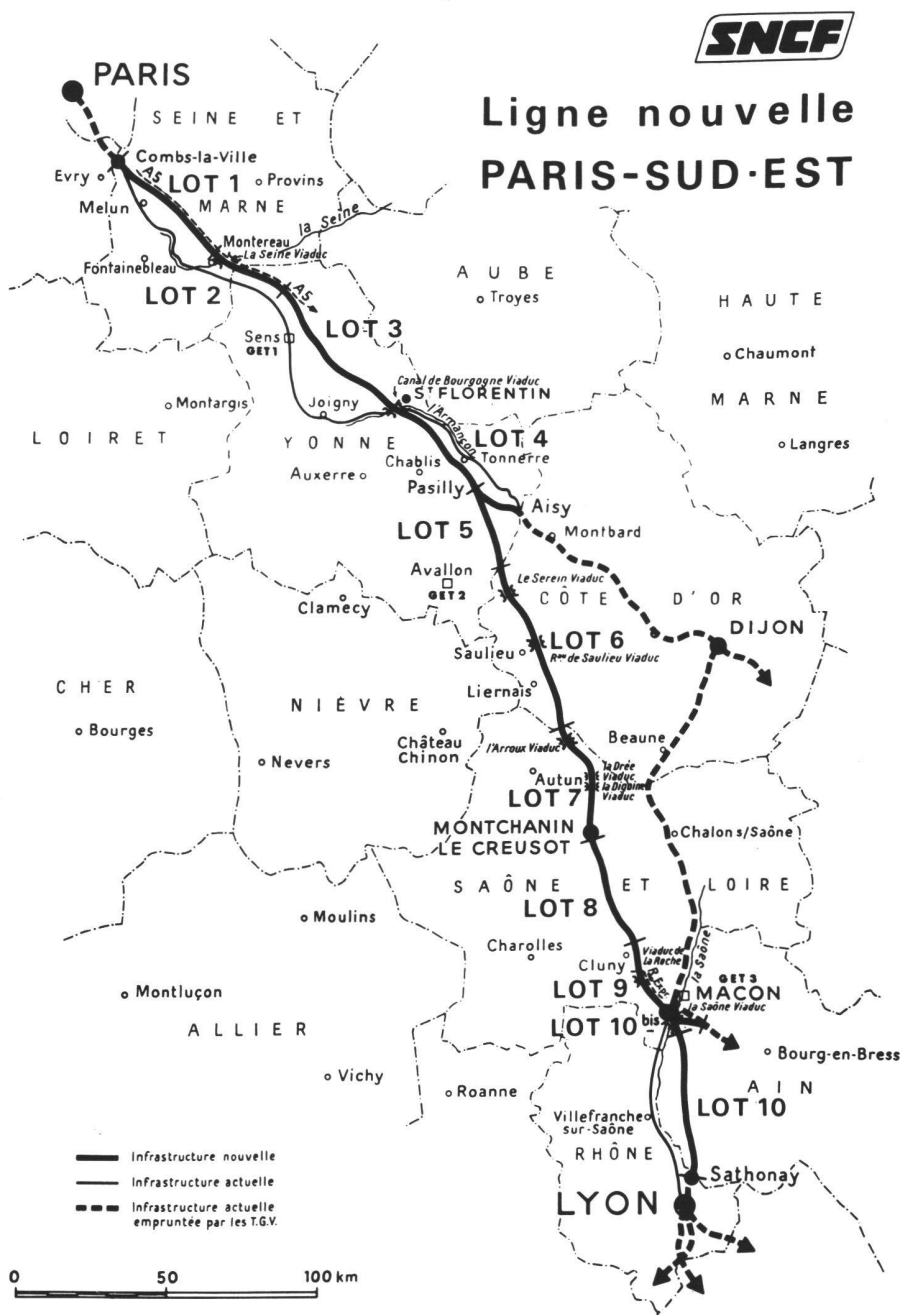 SNCF
Ligne nouvelle
PARIS-SUD-EST
PARIS
SEINE ET
MARNE
Combs-la-Ville
Evry
A5
LOT 1
Provins
Melun
la Seine
Montereau
La Seine Viaduc
Fontainebleau
LOT 2
A5
AUBE
Troyes
HAUTE
MARNE
Chaumont
Langres
LOT 3
Sens
GET 1
Canal de Bourgogne Viaduc
ST FLORENTIN
Montargis
Joigny
l'Armançon
LOIRET
YONNE
LOT 4
Chablis
Tonnerre
Auxerre
Pasilly
Aisy
LOT 5
Montbard
Avallon
GET 2
Le Serein Viaduc
Clamecy
CÔTE D'OR
LOT 6
DIJON
Saulieu
Rau de Saulieu Viaduc
Liernais
CHER
NIÈVRE
Bourges
Château
Chinon
l'Arroux Viaduc
Beaune
Nevers
Autun
la Drée
Viaduc
Viaduc
LOT 7
MONTCHANIN
LE CREUSOT
Chalon s/Saône
SAÔNE ET LOIRE
LOT 8
Moulins
Charolles
Cluny
Viaduc de
la Roche
la Saône
GET 3
MACON
la Saône Viaduc
LOT 9
Montluçon
LOT 10 bis
ALLIER
Bourg-en-Bress
Vichy
Roanne
AIN
LOT 10
Villefranche
sur-Saône
RHÔNE
Sathonay
LYON
Infrastructure nouvelle
Infrastructure actuelle
Infrastructure actuelle
empruntée par les T.G.V.
0 50 100 km